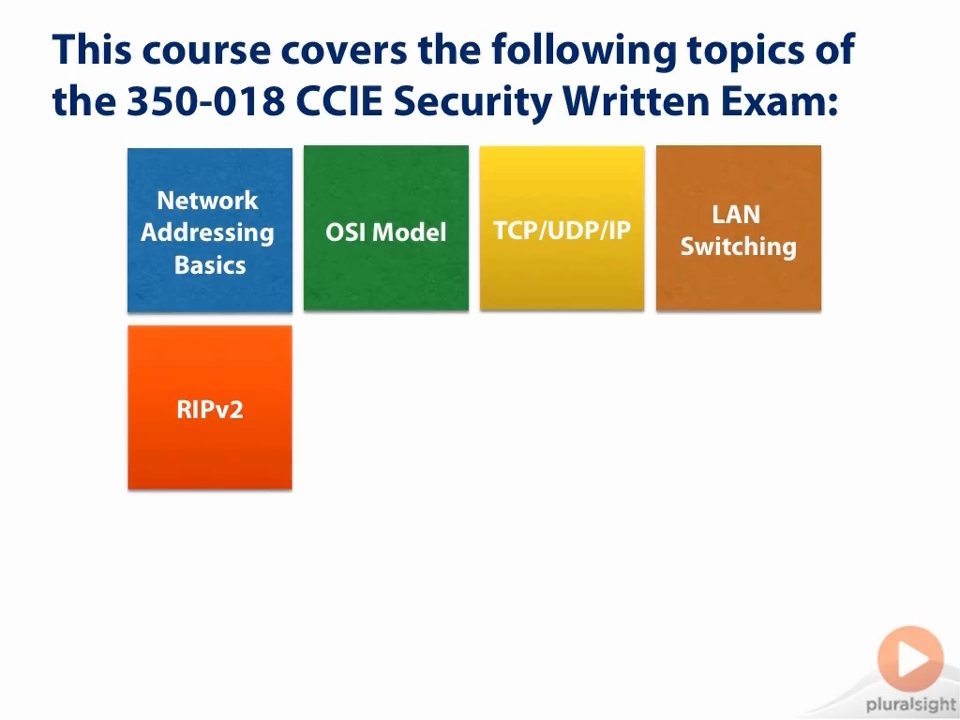 This course covers the following topics of
the 350-018 CCIE Security Written Exam:
Network
Addressing
Basics
OSI Model
TCP/UDP/IP
LAN
Switching
RIPv2
pluralsight